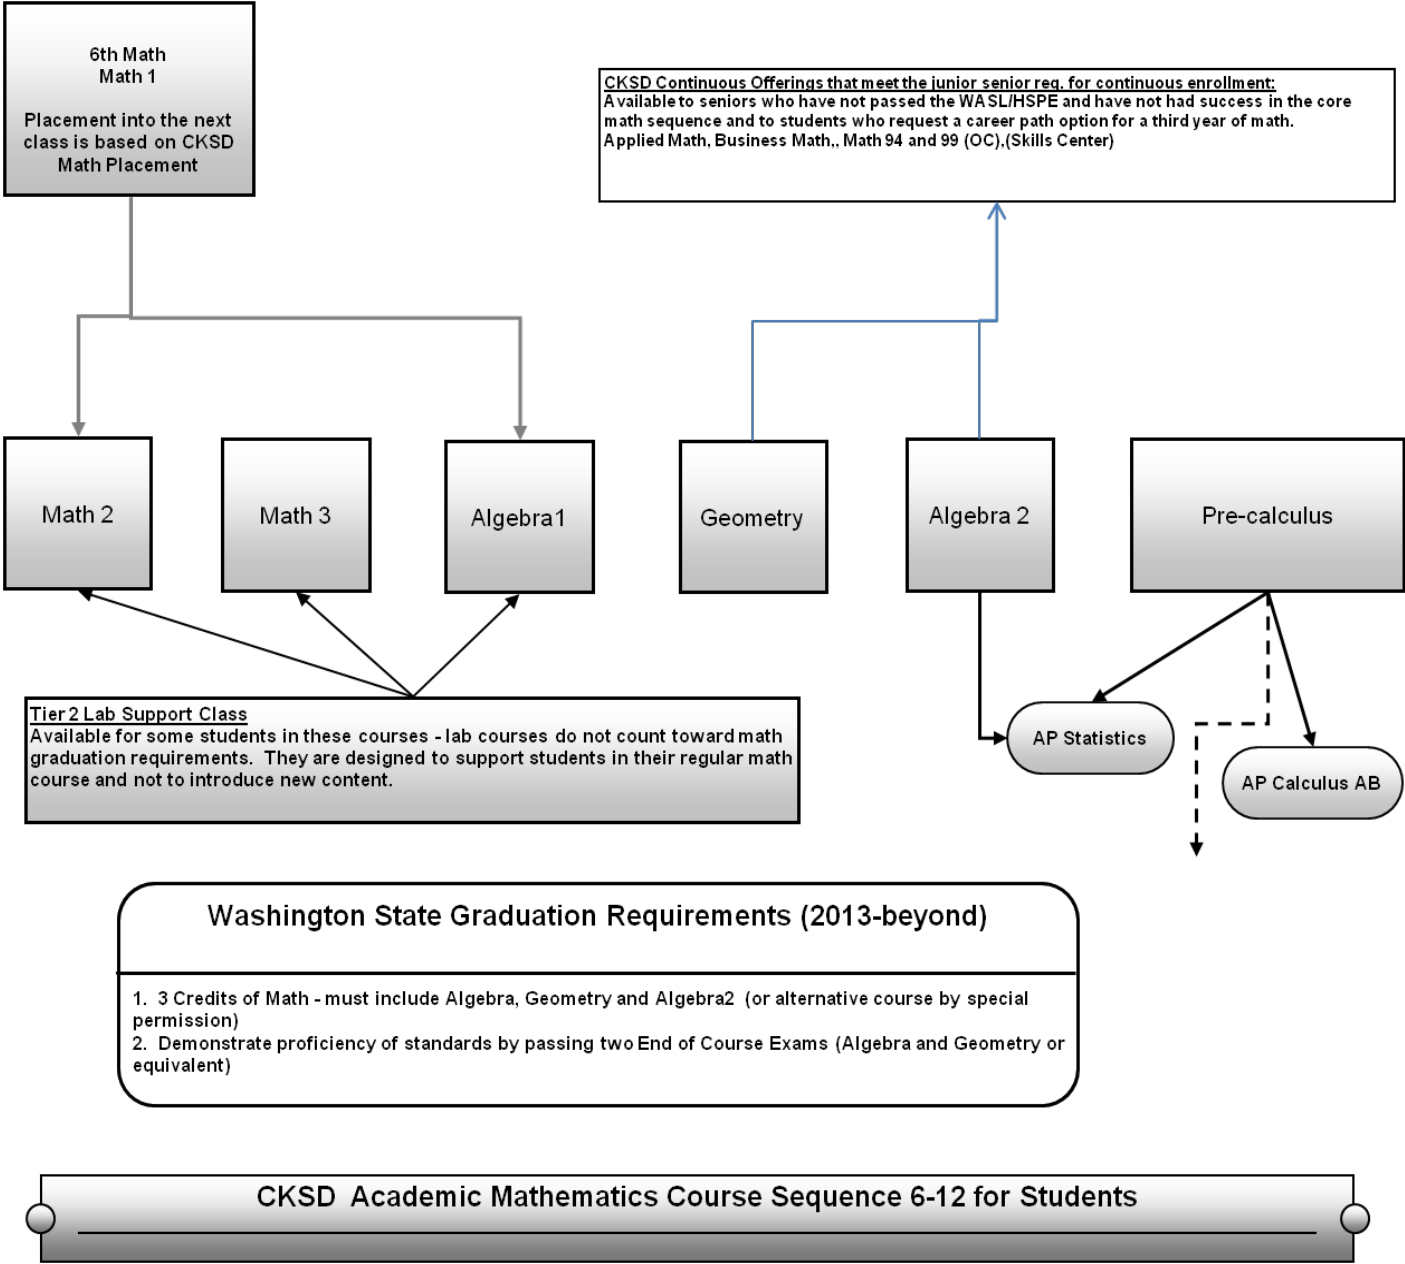 6th Math
Math 1
Placement into the next
class is based on CKSD
Math Placement
CKSD Continuous Offerings that meet the junior senior req. for continuous enrollment:
Available to seniors who have not passed the WASL/HSPE and have not had success in the core
math sequence and to students who request a career path option for a third year of math.
Applied Math, Business Math,, Math 94 and 99 (OC),(Skills Center)
Math 2
Math 3
Algebra1
Geometry
Algebra 2
Pre-calculus
Tier 2 Lab Support Class
Available for some students in these courses - lab courses do not count toward math
graduation requirements.  They are designed to support students in their regular math
course and not to introduce new content.
AP Statistics
AP Calculus AB
Washington State Graduation Requirements (2013-beyond)
1.  3 Credits of Math - must include Algebra, Geometry and Algebra2  (or alternative course by special
permission)
2.  Demonstrate proficiency of standards by passing two End of Course Exams (Algebra and Geometry or
equivalent)
CKSD  Academic Mathematics Course Sequence 6-12 for Students